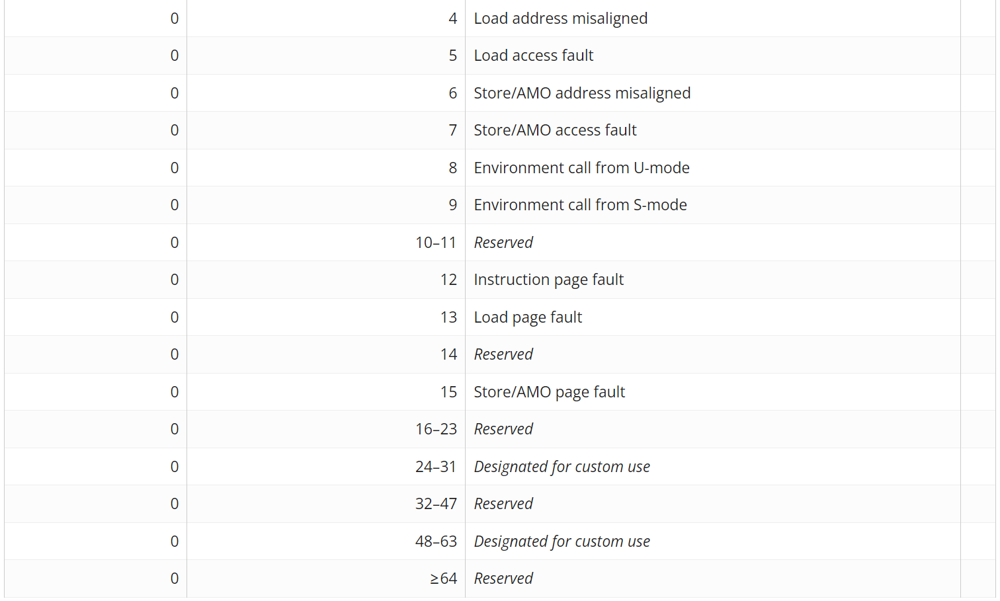 0 4 Load address misaligned
0 5 Load access fault
0 6 Store/AMO address misaligned
0 7 Store/AMO access fault
0 8 Environment call from U-mode
0 9 Environment call from S-mode
0 10–11 Reserved
0 12 Instruction page fault
0 13 Load page fault
0 14 Reserved
0 15 Store/AMO page fault
0 16–23 Reserved
0 24–31 Designated for custom use
0 32–47 Reserved
0 48–63 Designated for custom use
0 ≥64 Reserved